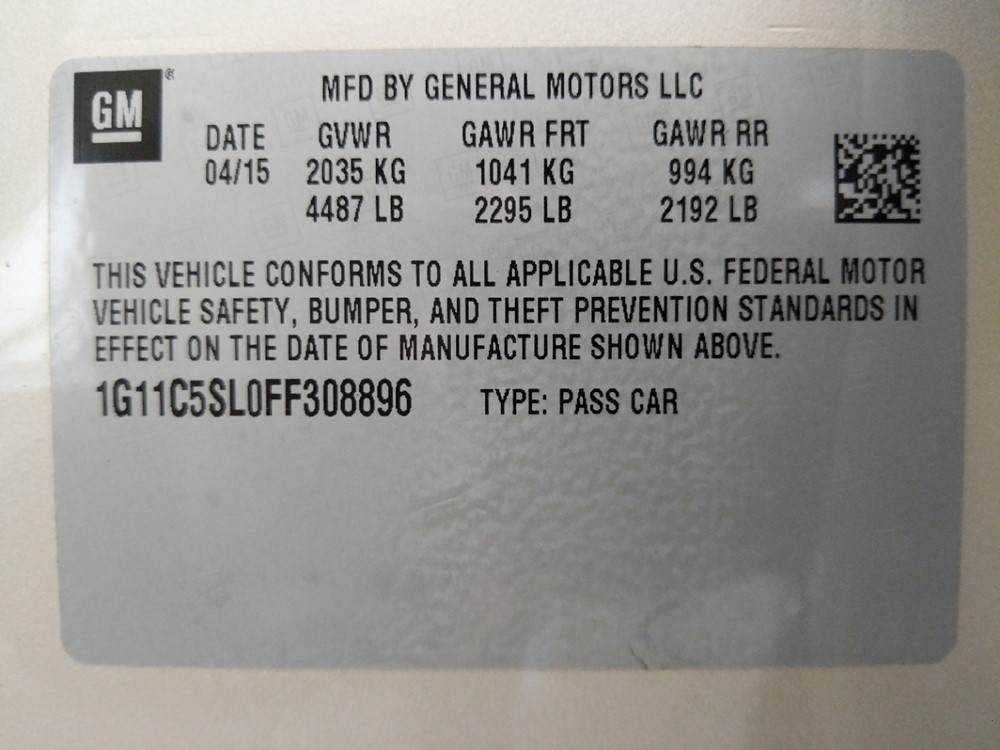 GM ®
MFD BY GENERAL MOTORS LLC
DATE GVWR GAWR FRT GAWR RR
04/15 2035 KG 1041 KG 994 KG
4487 LB 2295 LB 2192 LB
THIS VEHICLE CONFORMS TO ALL APPLICABLE U.S. FEDERAL MOTOR
VEHICLE SAFETY, BUMPER, AND THEFT PREVENTION STANDARDS IN
EFFECT ON THE DATE OF MANUFACTURE SHOWN ABOVE.
1G11C5SL0FF308896 TYPE: PASS CAR